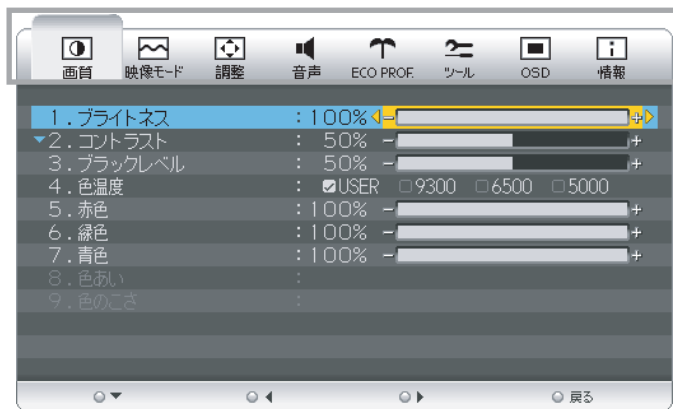 画質 映像モード 調整 音声 ECO PROF. ツール OSD 情報
1.ブライトネス :100% - +
2.コントラスト : 50% - +
3.ブラックレベル : 50% - +
4.色温度 : USER 9300 6500 5000
5.赤色 :100% - +
6.緑色 :100% - +
7.青色 :100% - +
8.色あい :
9.色のこさ :
戻る